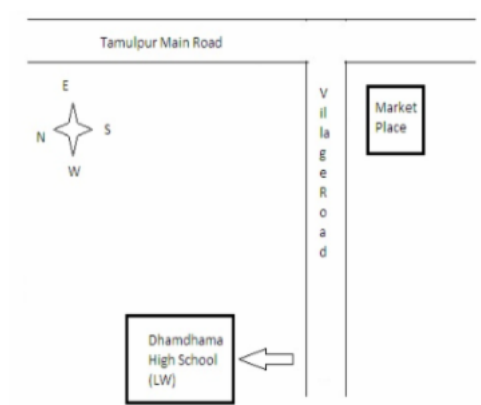 Tamulpur Main Road
E
N S
W
V
il
la
g
e
R
o
a
d
Market
Place
Dhamdhama
High School
(LW)